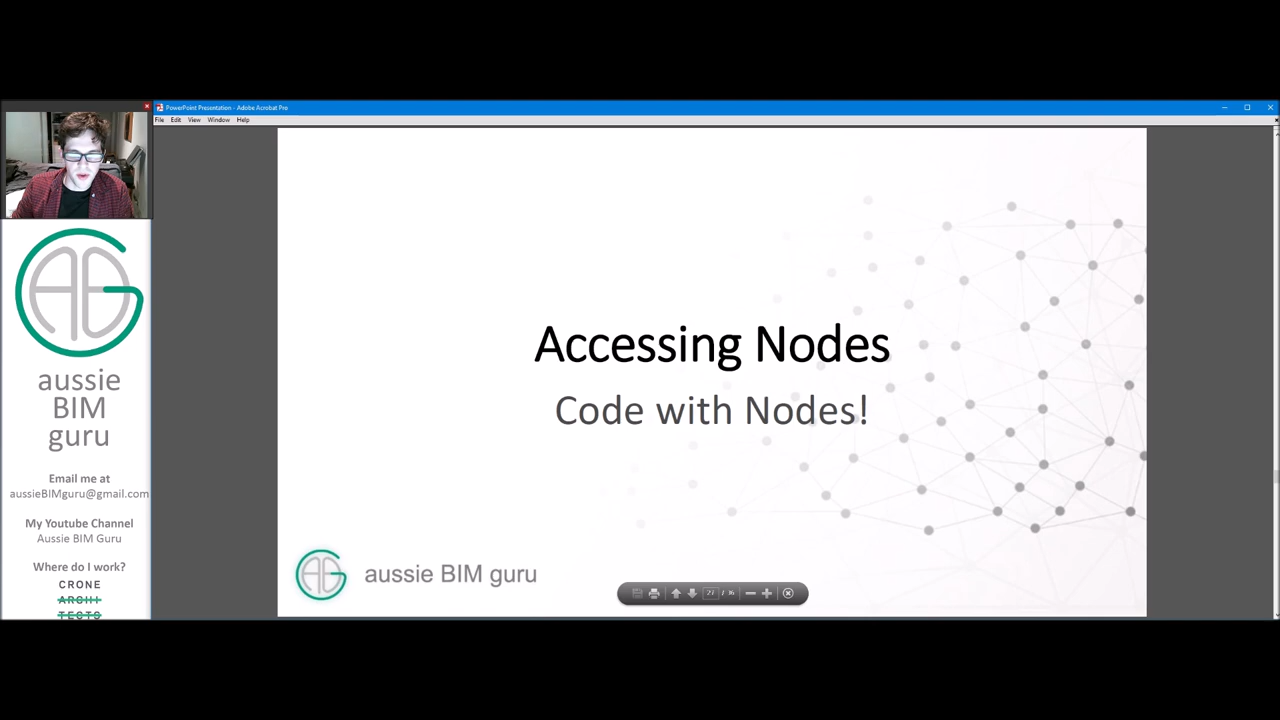 PowerPoint Presentation - Adobe Acrobat Pro
File Edit View Window Help
Accessing Nodes
Code with Nodes!
aussie BIM guru
27 / 36
aussie
BIM
guru
Email me at
aussieBIMguru@gmail.com
My Youtube Channel
Aussie BIM Guru
Where do I work?
CRONE
ARCHI
TECTS